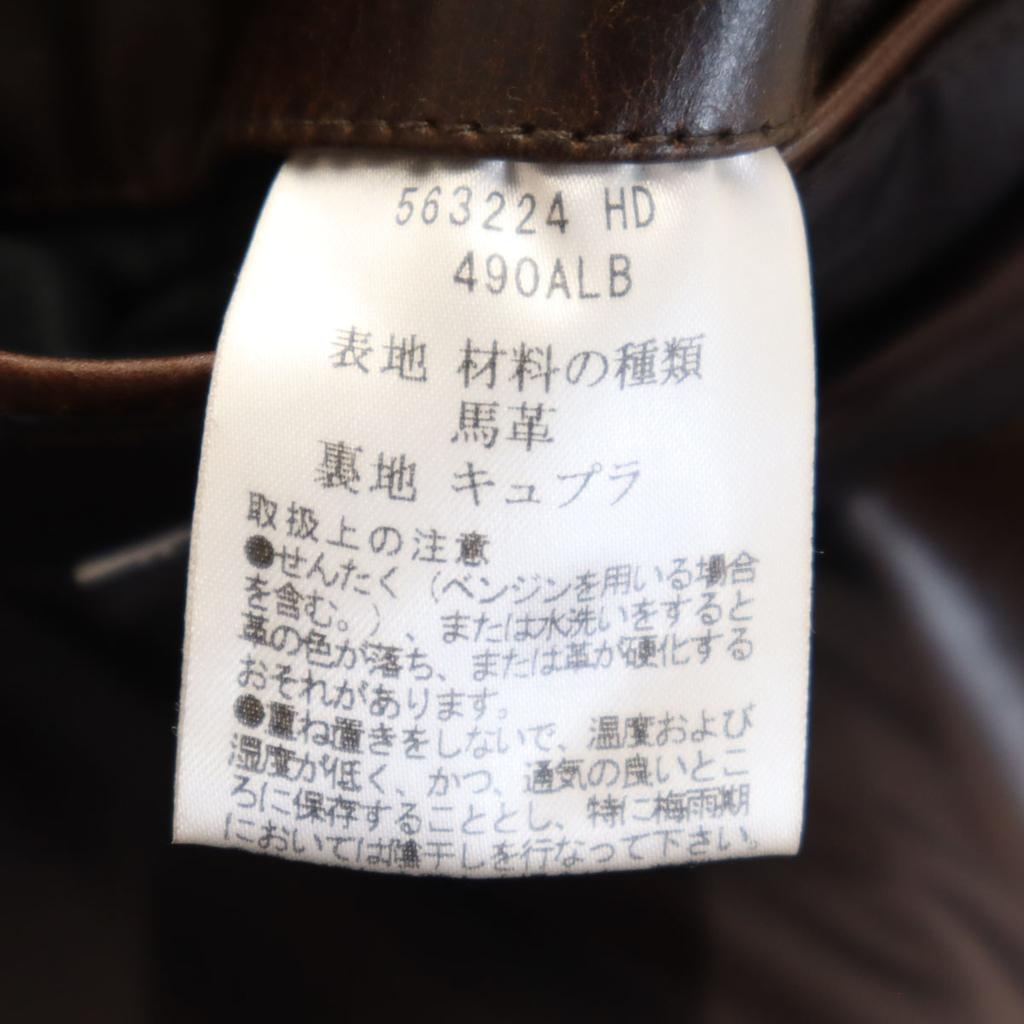 563224 HD
490ALB
表地 材料の種類
馬革
裏地 キュプラ
取扱上の注意
●せんたく（ベンジンを用いる場合
を含む。）、または水洗いをすると
革の色が落ち、または革が硬化する
おそれがあります。
●重ね置きをしないで、温度および
湿度が低く、かつ、通気の良いとこ
ろに保存することとし、特に梅雨期
においては陰干しを行なって下さい。